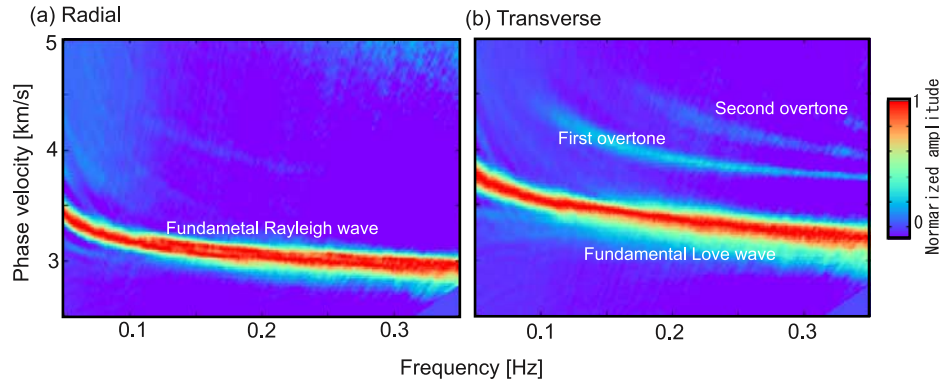 (a) Radial
(b) Transverse
5
4
3
Phase velocity [km/s]
Fundametal Rayleigh wave
Second overtone
First overtone
Fundamental Love wave
0.1
0.2
0.3
0.1
0.2
0.3
Frequency [Hz]
1
0
Normarized amplitude